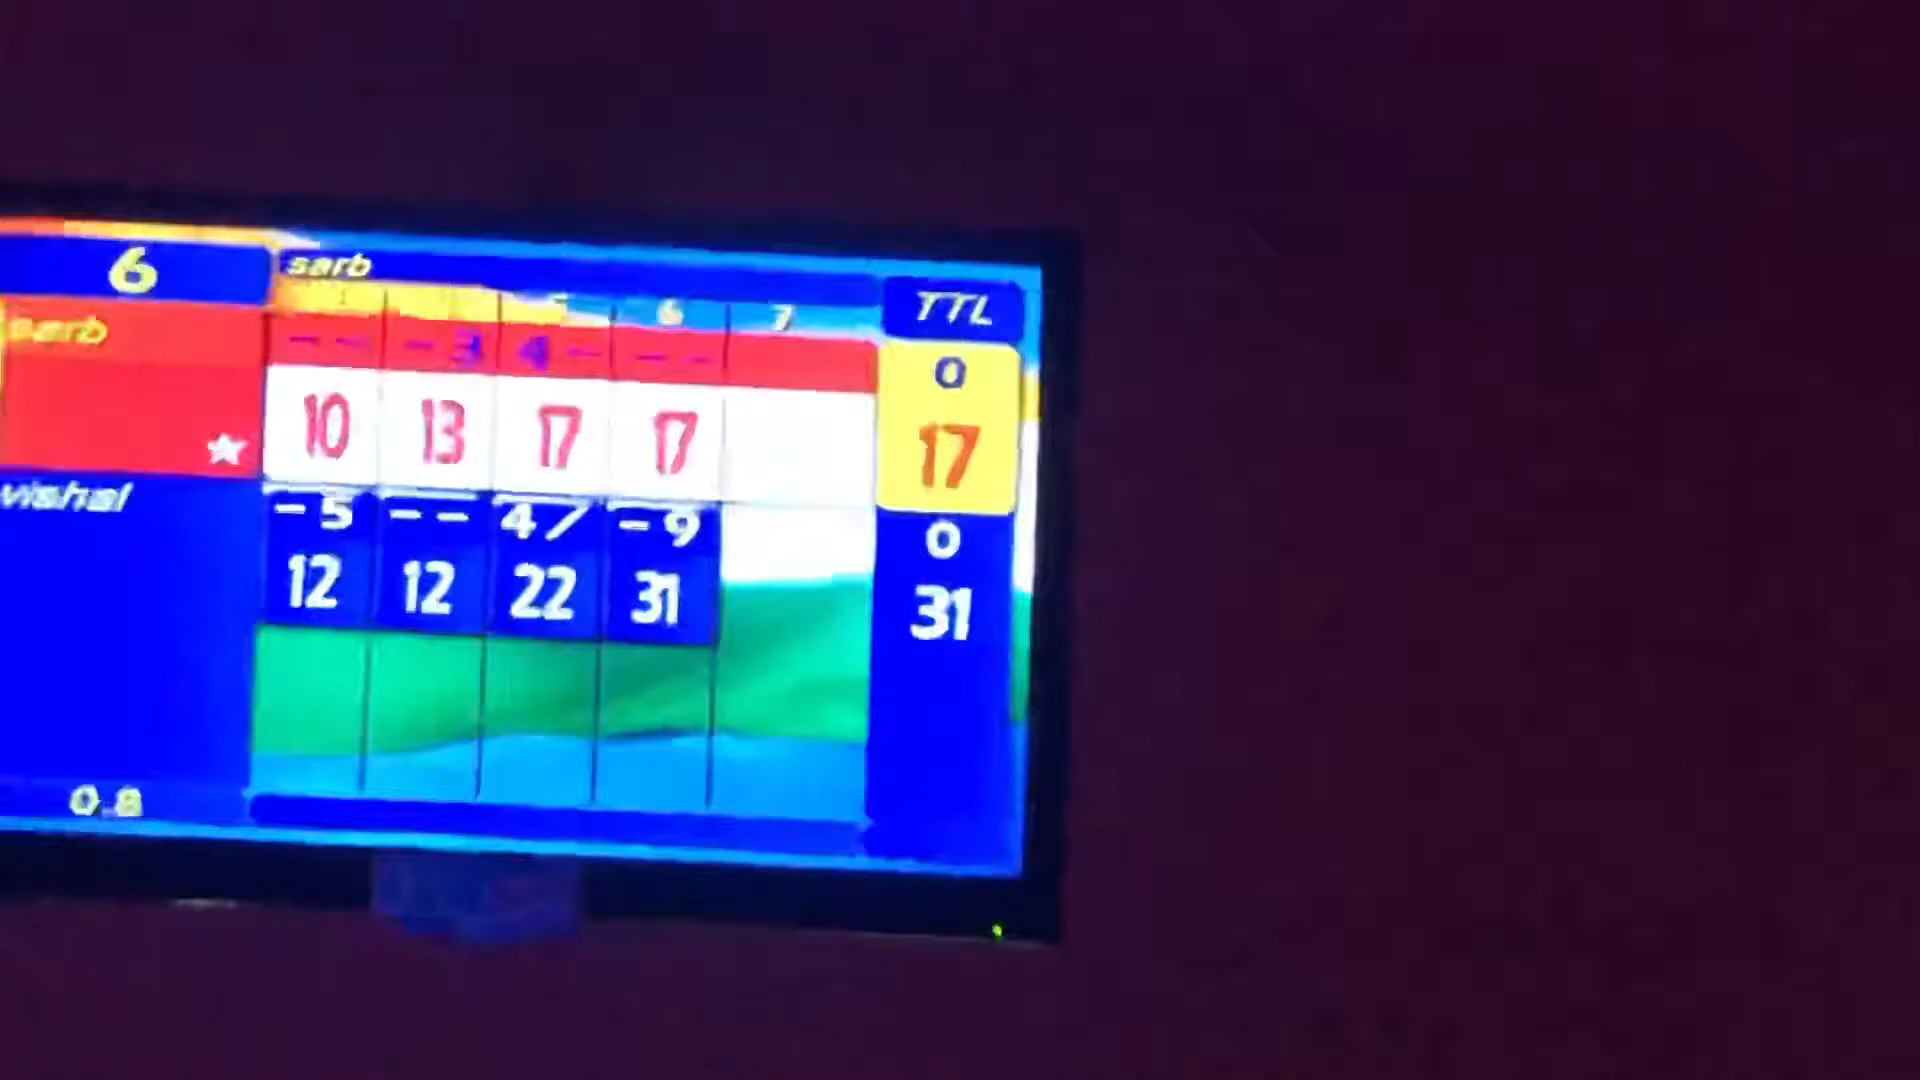 6 sarb TTL
6 7
sarb -- -3 4- -- 0
10 13 17 17 17
vishal -5 -- 4/ -9 0
12 12 22 31 31
0.8